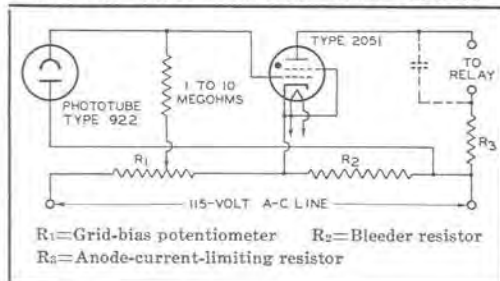 TYPE 2051
TO
RELAY
1 TO 10
MEGOHMS
PHOTOTUBE
TYPE 922
R₃
R₁
R₂
115-VOLT A-C LINE
R₁=Grid-bias potentiometer R₂=Bleeder resistor
R₃=Anode-current-limiting resistor